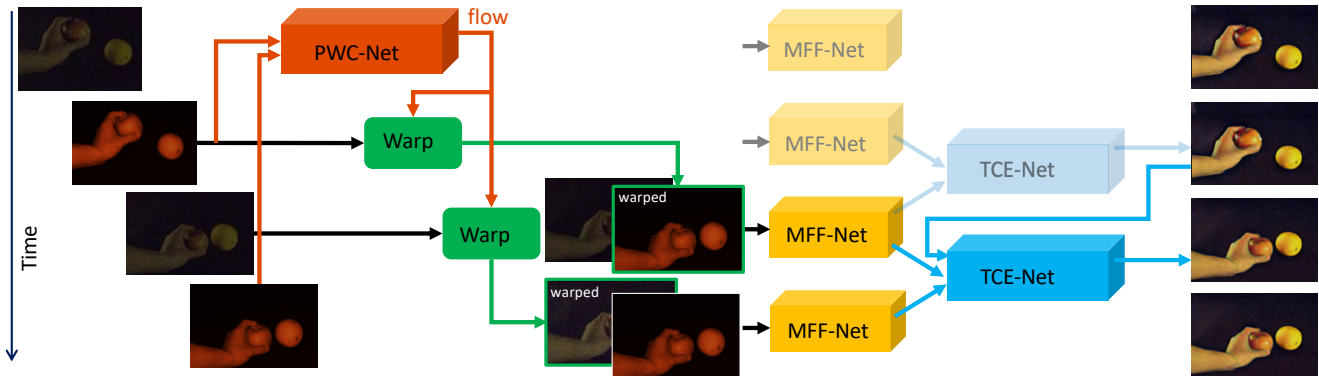 flow
PWC-Net
MFF-Net
Warp
MFF-Net
TCE-Net
warped
Time
Warp
MFF-Net
TCE-Net
warped
MFF-Net